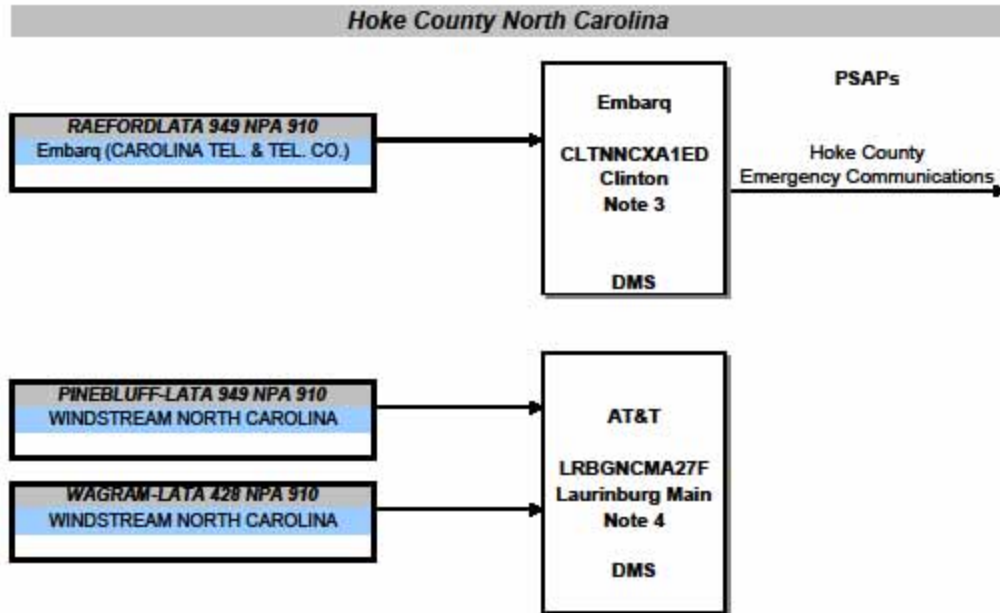 Hoke County North Carolina
RAEFORDLATA 949 NPA 910
Embarq (CAROLINA TEL. & TEL. CO.)
Embarq
CLTNNCXA1ED
Clinton
Note 3
DMS
PSAPs
Hoke County
Emergency Communications
PINEBLUFF-LATA 949 NPA 910
WINDSTREAM NORTH CAROLINA
WAGRAM-LATA 428 NPA 910
WINDSTREAM NORTH CAROLINA
AT&T
LRBGNCMA27F
Laurinburg Main
Note 4
DMS